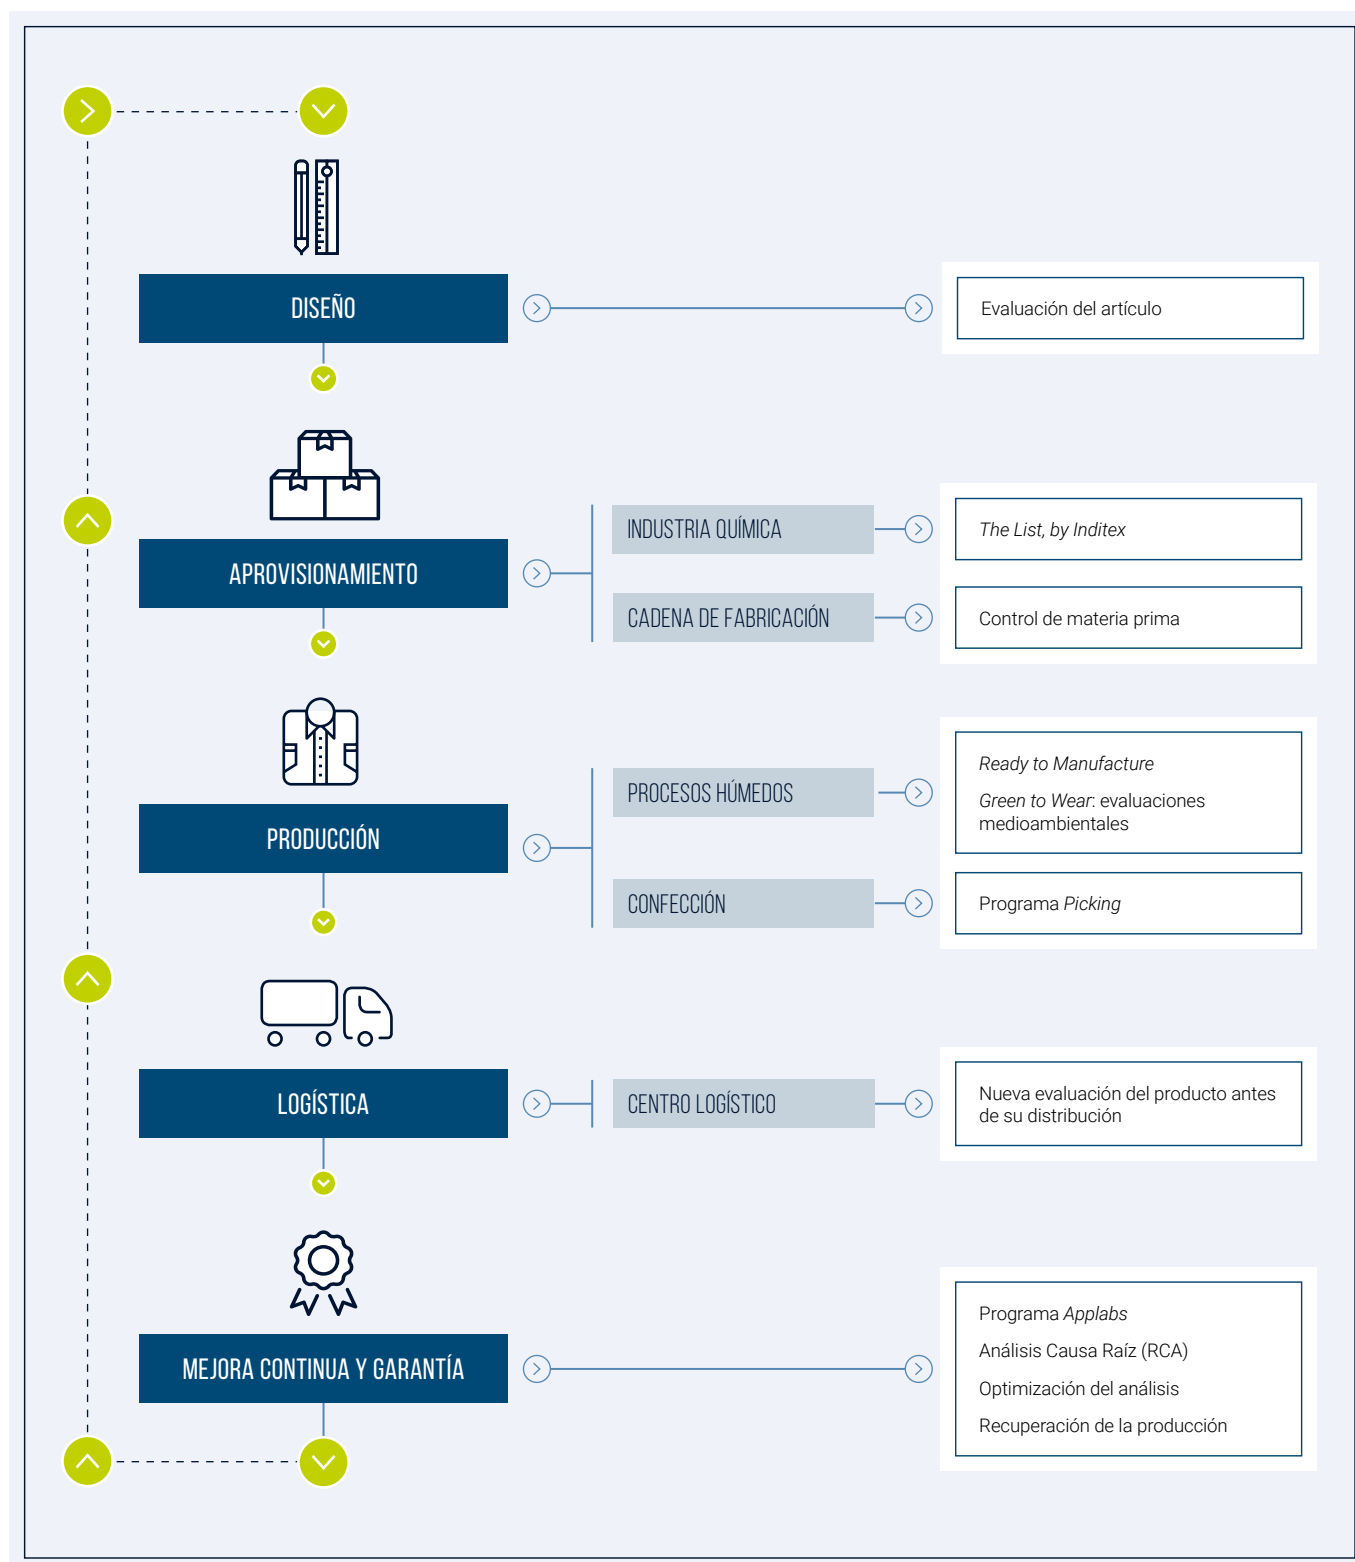 DISEÑO
Evaluación del artículo
APROVISIONAMIENTO
INDUSTRIA QUÍMICA
The List, by Inditex
CADENA DE FABRICACIÓN
Control de materia prima
PRODUCCIÓN
PROCESOS HÚMEDOS
Ready to Manufacture
Green to Wear: evaluaciones
medioambientales
CONFECCIÓN
Programa Picking
LOGÍSTICA
CENTRO LOGÍSTICO
Nueva evaluación del producto antes
de su distribución
MEJORA CONTINUA Y GARANTÍA
Programa Applabs
Análisis Causa Raíz (RCA)
Optimización del análisis
Recuperación de la producción